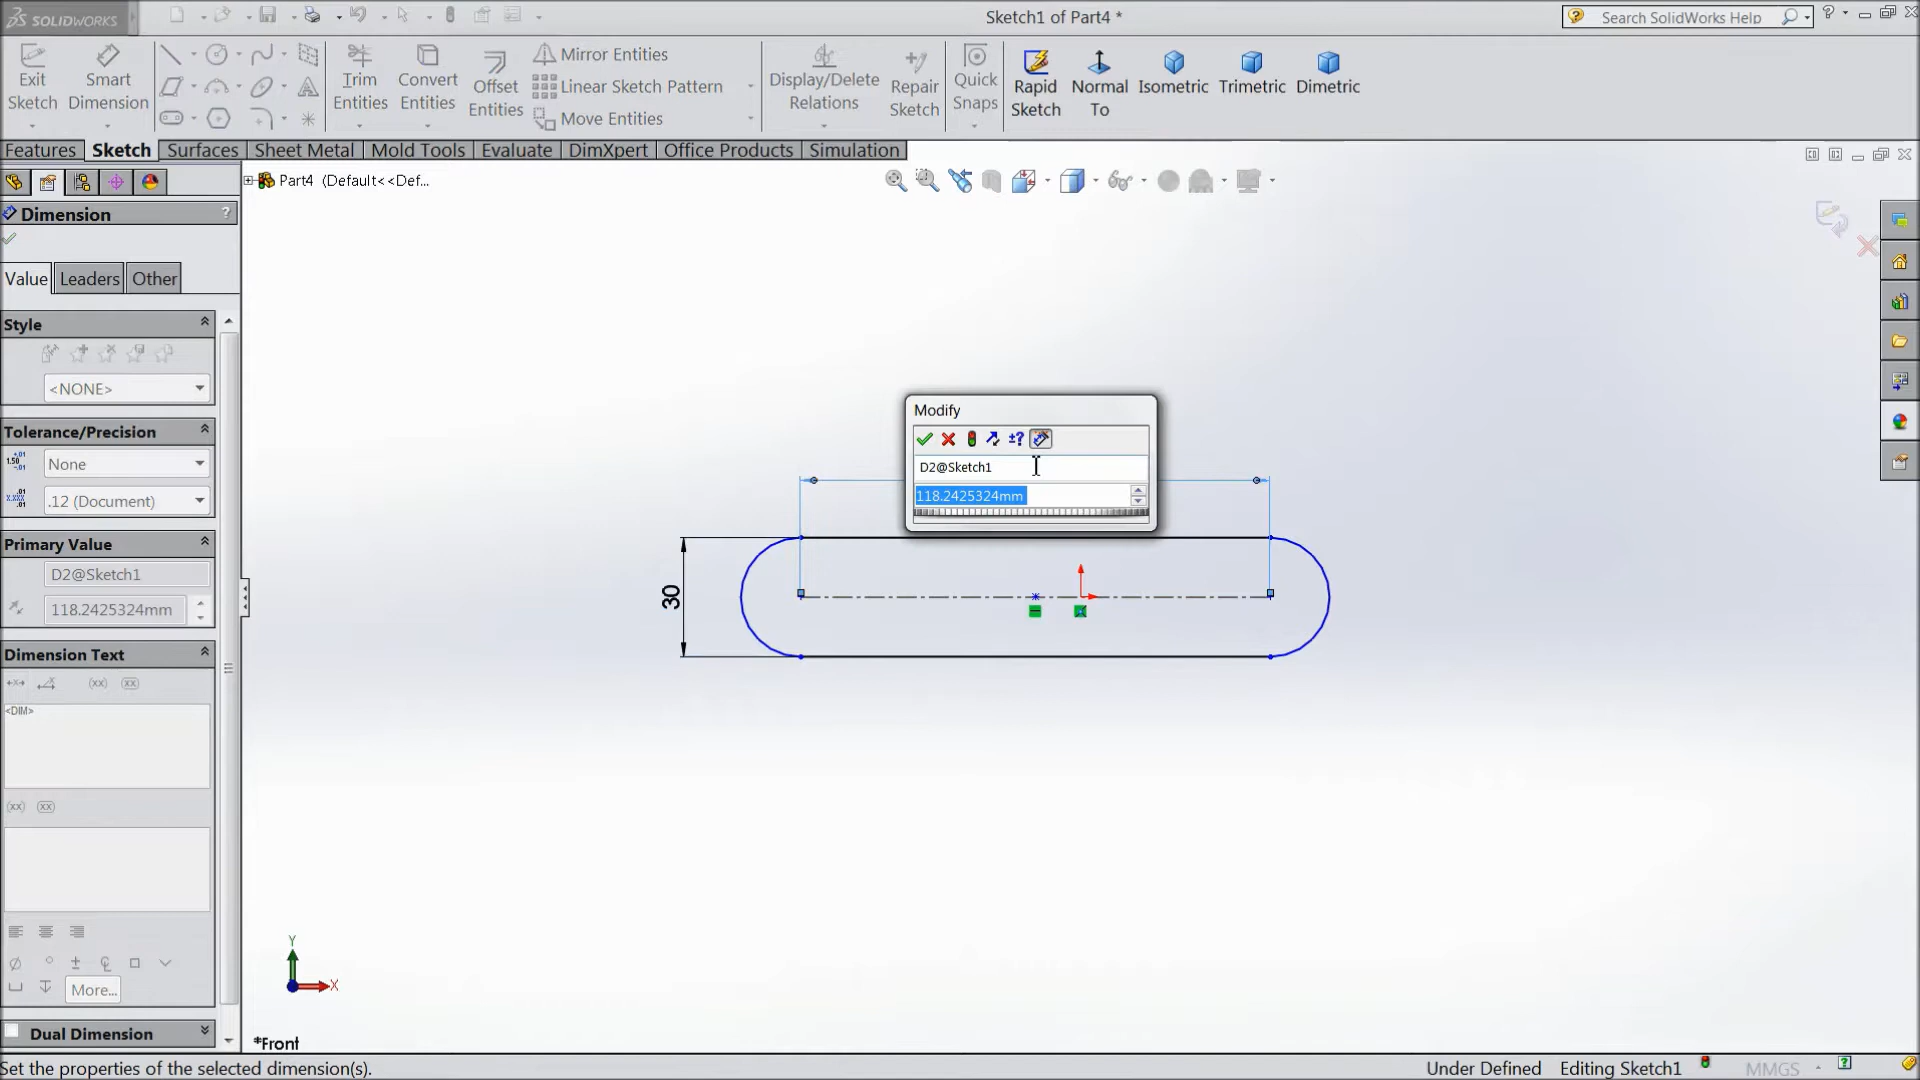 SOLIDWORKS
Sketch1 of Part4 *
Search SolidWorks Help
?
Exit Sketch
Smart Dimension
Trim Entities
Convert Entities
Offset Entities
Mirror Entities
Linear Sketch Pattern
Move Entities
Display/Delete Relations
Repair Sketch
Quick Snaps
Rapid Sketch
Normal To
Isometric
Trimetric
Dimetric
Features
Sketch
Surfaces
Sheet Metal
Mold Tools
Evaluate
DimXpert
Office Products
Simulation
Part4 (Default<<Def...
Dimension
?
Value
Leaders
Other
Style
<NONE>
Tolerance/Precision
None
.12 (Document)
Primary Value
D2@Sketch1
118.2425324mm
Dimension Text
<DIM>
More...
Dual Dimension
Modify
D2@Sketch1
118.2425324mm
30
Y
X
*Front
Set the properties of the selected dimension(s).
Under Defined
Editing Sketch1
MMGS